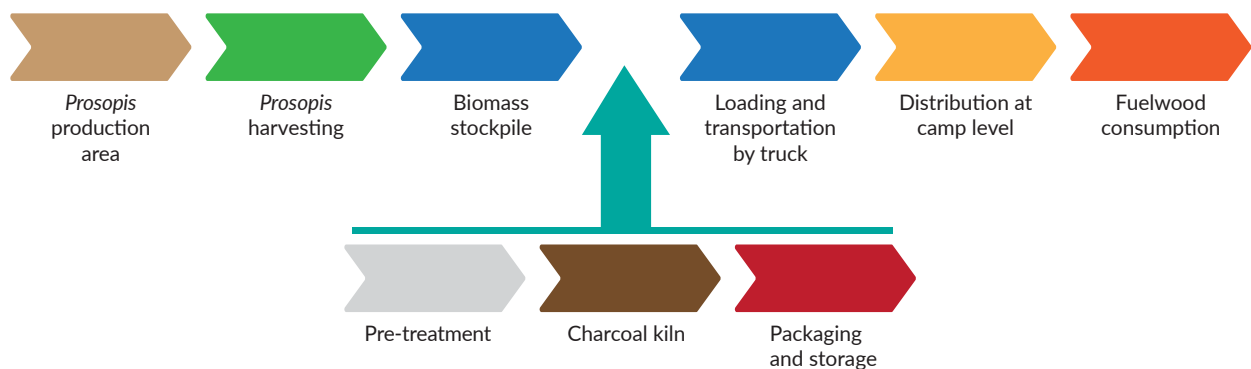 Prosopis
production
area
Prosopis
harvesting
Biomass
stockpile
Loading and
transportation
by truck
Distribution at
camp level
Fuelwood
consumption
Pre-treatment
Charcoal kiln
Packaging
and storage